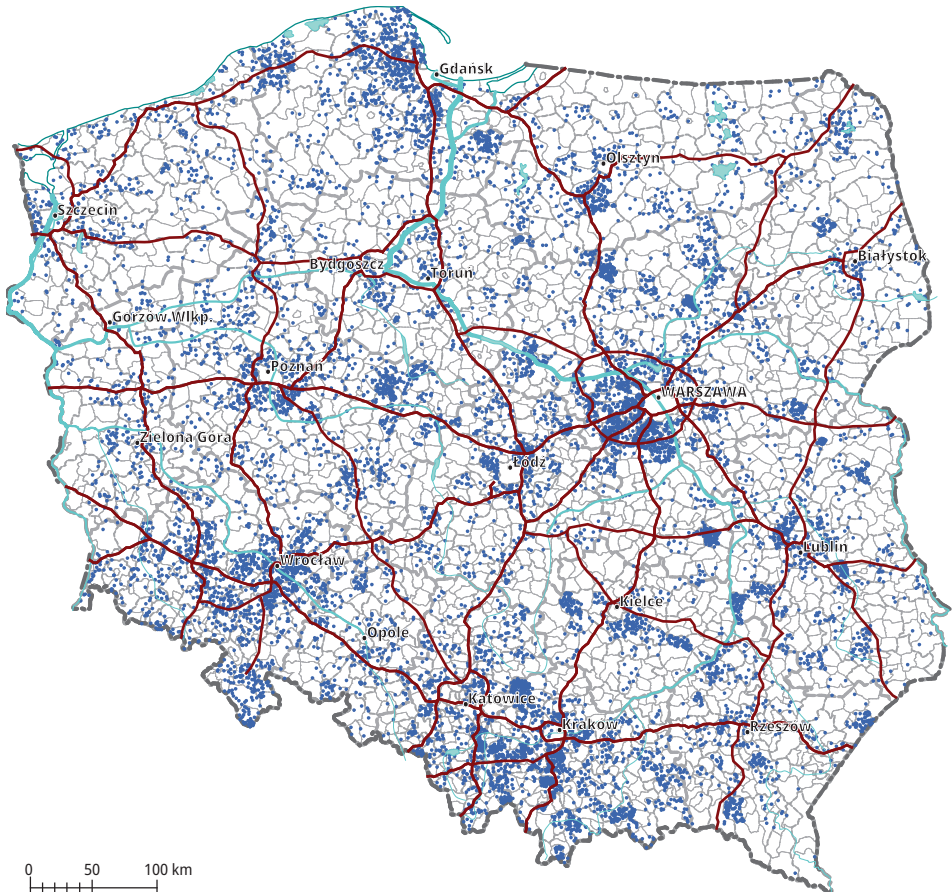 Gdańsk
Olsztyn
Szczecin
Białystok
Bydgoszcz
Toruń
Gorzów Wlkp.
Poznań
WARSZAWA
Zielona Góra
Łódź
Lublin
Wrocław
Kielce
Opole
Katowice
Kraków
Rzeszów
0 50 100 km